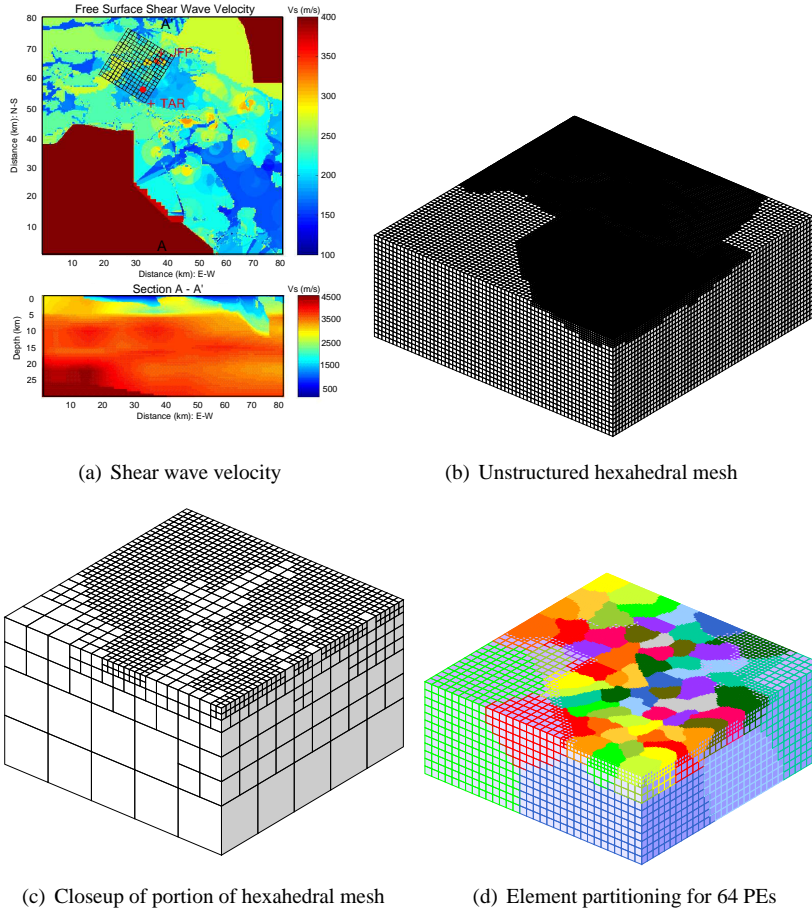 Free Surface Shear Wave Velocity
Vs (m/s)
A
JFP
+ TAR
A
80
70
60
50
40
30
20
10
Distance (km): N-S
10 20 30 40 50 60 70 80
Distance (km): E-W
400
350
300
250
200
150
100
Section A - A'
Vs (m/s)
0
5
10
15
20
25
Depth (km)
10 20 30 40 50 60 70 80
Distance (km): E-W
4500
3500
2500
1500
500
(a) Shear wave velocity
(b) Unstructured hexahedral mesh
(c) Closeup of portion of hexahedral mesh
(d) Element partitioning for 64 PEs